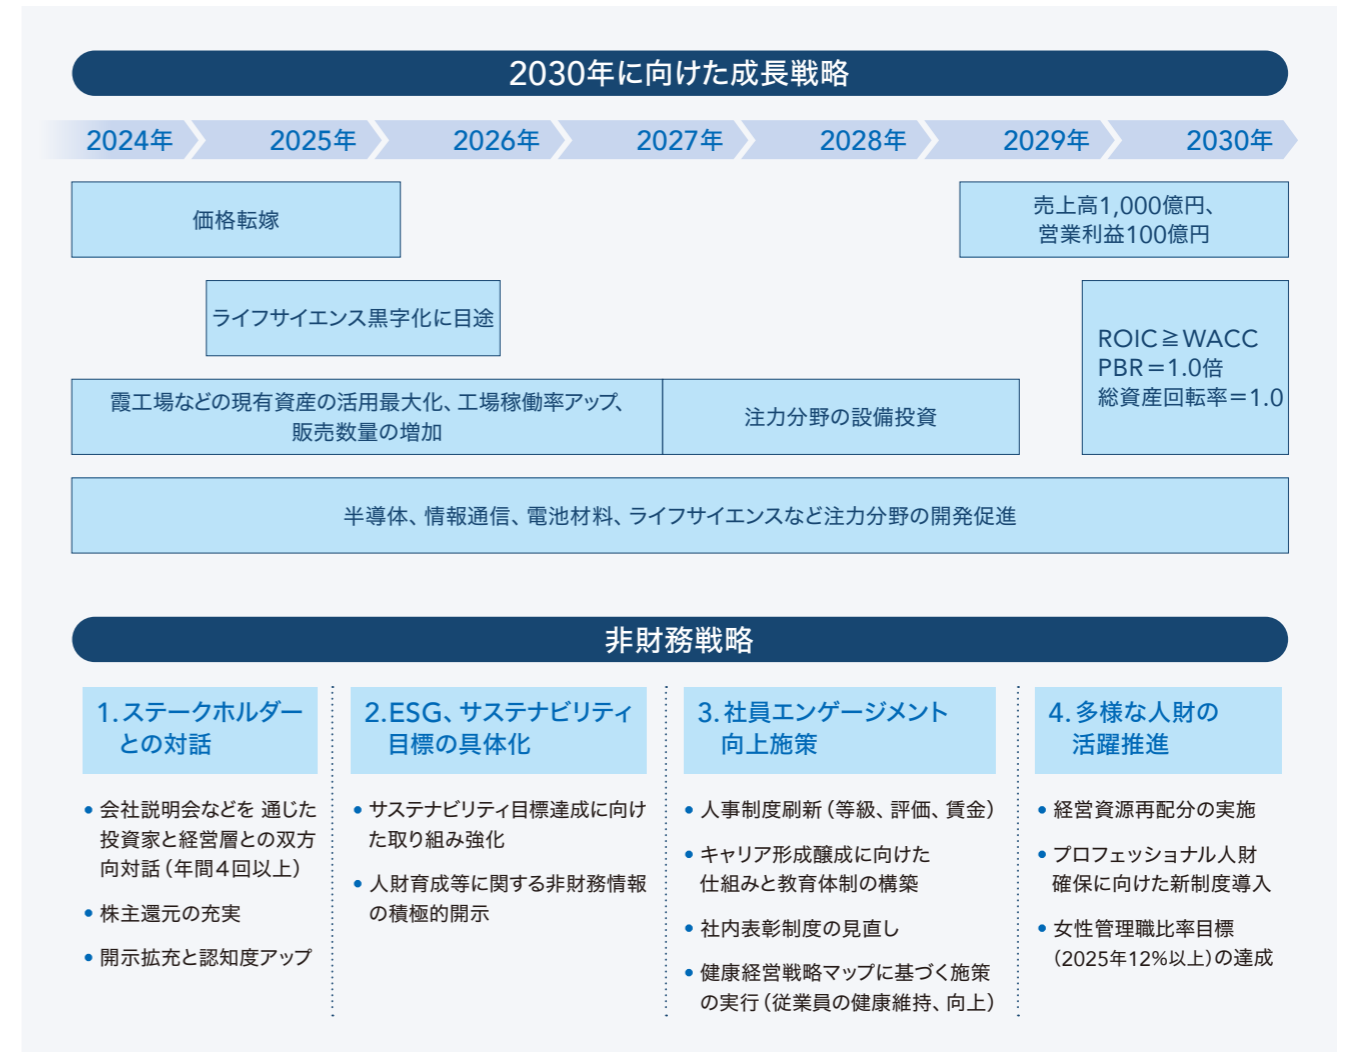 2030年に向けた成長戦略
2024年 2025年 2026年 2027年 2028年 2029年 2030年
価格転嫁
売上高1,000億円、
営業利益100億円
ライフサイエンス黒字化に目途
ROIC≧WACC
PBR＝1.0倍
総資産回転率＝1.0
霞工場などの現有資産の活用最大化、工場稼働率アップ、
販売数量の増加
注力分野の設備投資
半導体、情報通信、電池材料、ライフサイエンスなど注力分野の開発促進
非財務戦略
1.ステークホルダー
との対話
• 会社説明会などを 通じた
投資家と経営層との双方
向対話（年間４回以上）
• 株主還元の充実
• 開示拡充と認知度アップ
2.ESG、サステナビリティ
目標の具体化
• サステナビリティ目標達成に向け
た取り組み強化
• 人財育成等に関する非財務情報
の積極的開示
3.社員エンゲージメント
向上施策
• 人事制度刷新（等級、評価、賃金）
• キャリア形成醸成に向けた
仕組みと教育体制の構築
• 社内表彰制度の見直し
• 健康経営戦略マップに基づく施策
の実行（従業員の健康維持、向上）
4.多様な人財の
活躍推進
• 経営資源再配分の実施
• プロフェッショナル人財
確保に向けた新制度導入
• 女性管理職比率目標
（2025年12%以上）の達成